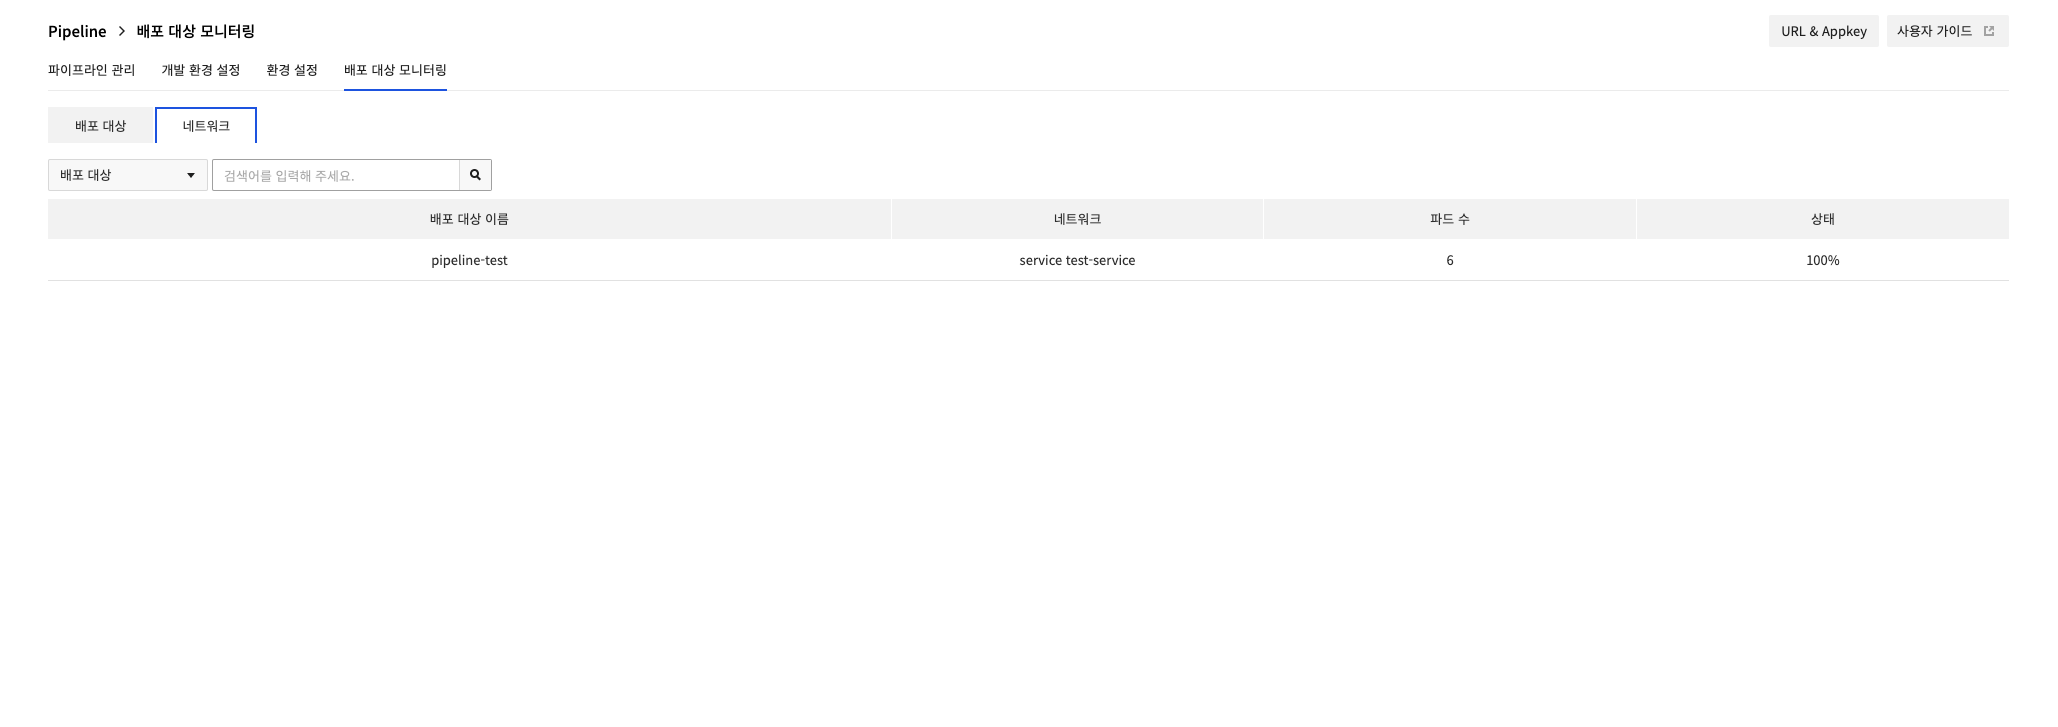 Pipeline > 배포 대상 모니터링
URL & Appkey
사용자 가이드
파이프라인 관리 개발 환경 설정 환경 설정 배포 대상 모니터링
배포 대상 네트워크
배포 대상 검색어를 입력해 주세요.
배포 대상 이름 네트워크 파드 수 상태
pipeline-test service test-service 6 100%